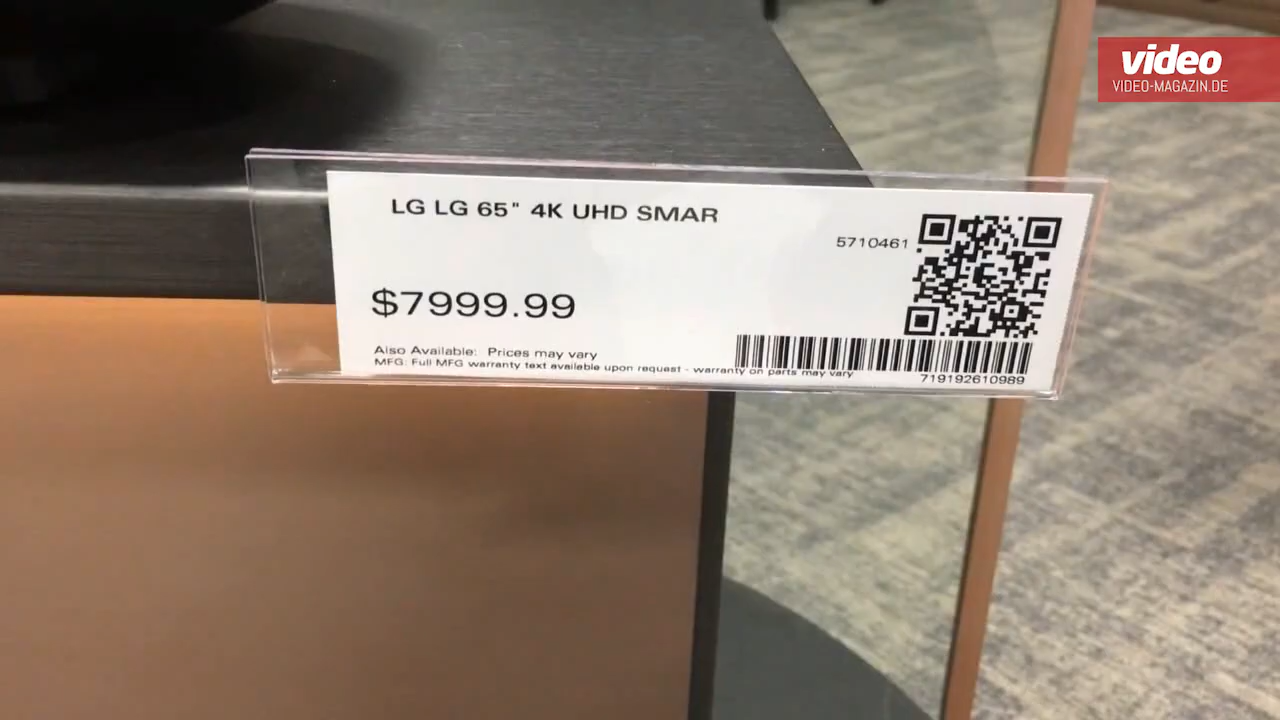 video
VIDEO-MAGAZIN.DE
LG LG 65" 4K UHD SMAR
5710461
$7999.99
Also Available: Prices may vary
MFG: Full MFG warranty text available upon request - warranty on parts may vary
719192610989